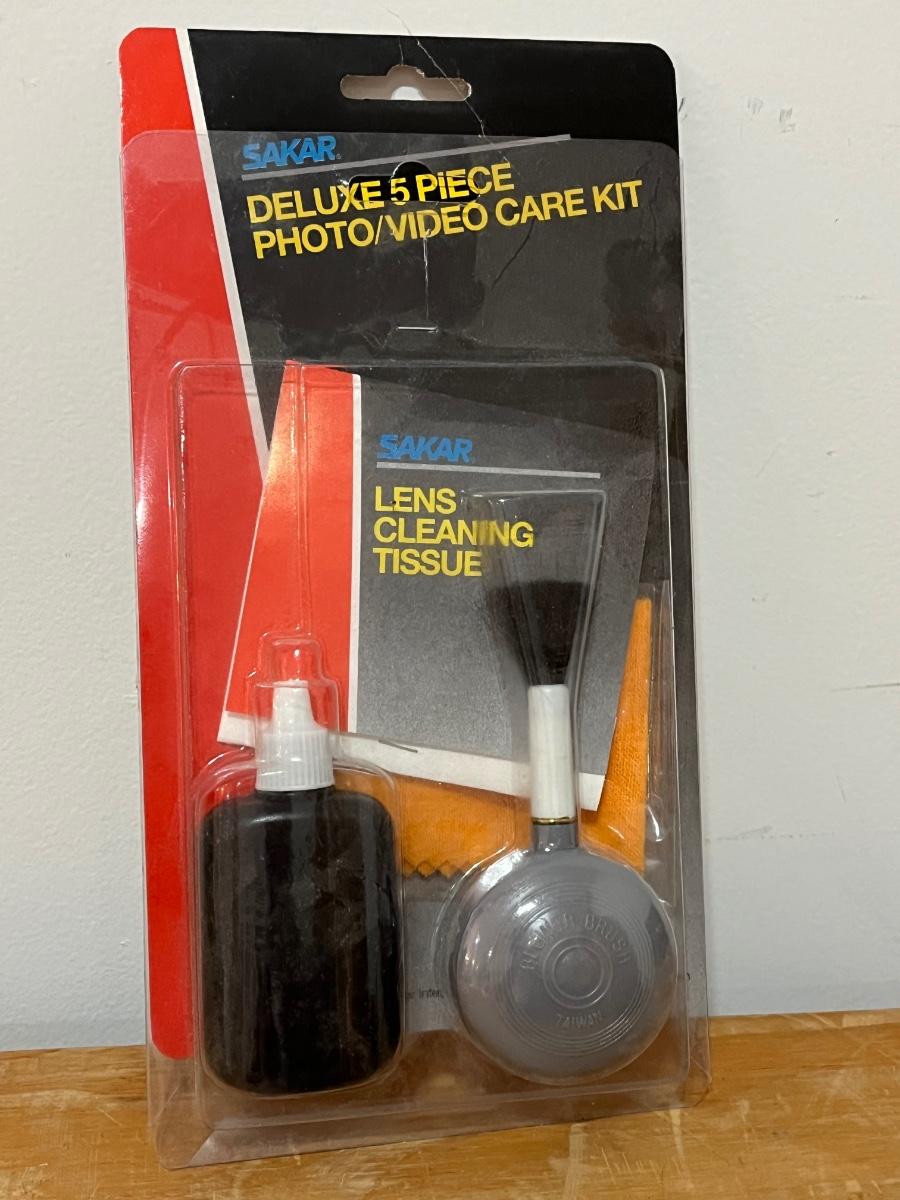 SAKAR®
DELUXE 5 PIECE
PHOTO/VIDEO CARE KIT
SAKAR®
LENS
CLEANING
TISSUE
BLOWER BRUSH
TAIWAN